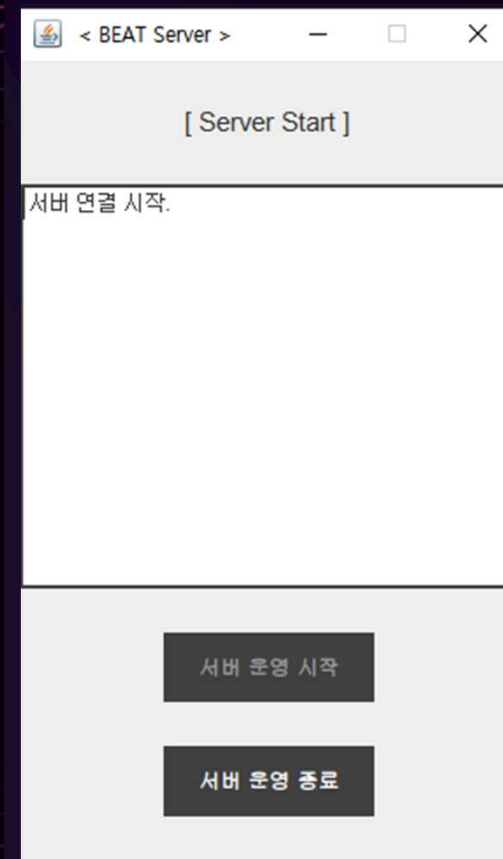 < BEAT Server >
[ Server Start ]
서버 연결 시작.
서버 운영 시작
서버 운영 종료